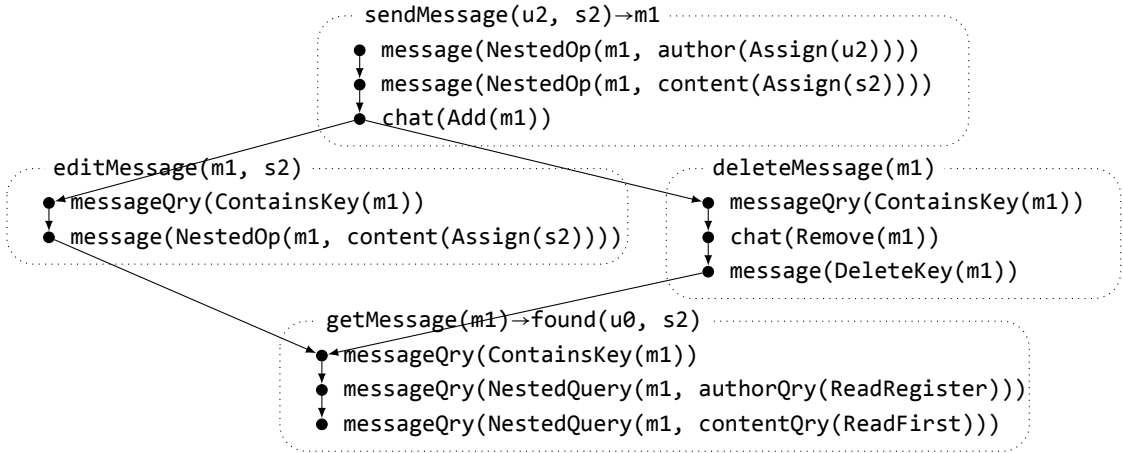 sendMessage(u2, s2)→m1
message(NestedOp(m1, author(Assign(u2))))
message(NestedOp(m1, content(Assign(s2))))
chat(Add(m1))
editMessage(m1, s2)
messageQry(ContainsKey(m1))
message(NestedOp(m1, content(Assign(s2))))
deleteMessage(m1)
messageQry(ContainsKey(m1))
chat(Remove(m1))
message(DeleteKey(m1))
getMessage(m1)→found(u0, s2)
messageQry(ContainsKey(m1))
messageQry(NestedQuery(m1, authorQry(ReadRegister)))
messageQry(NestedQuery(m1, contentQry(ReadFirst)))